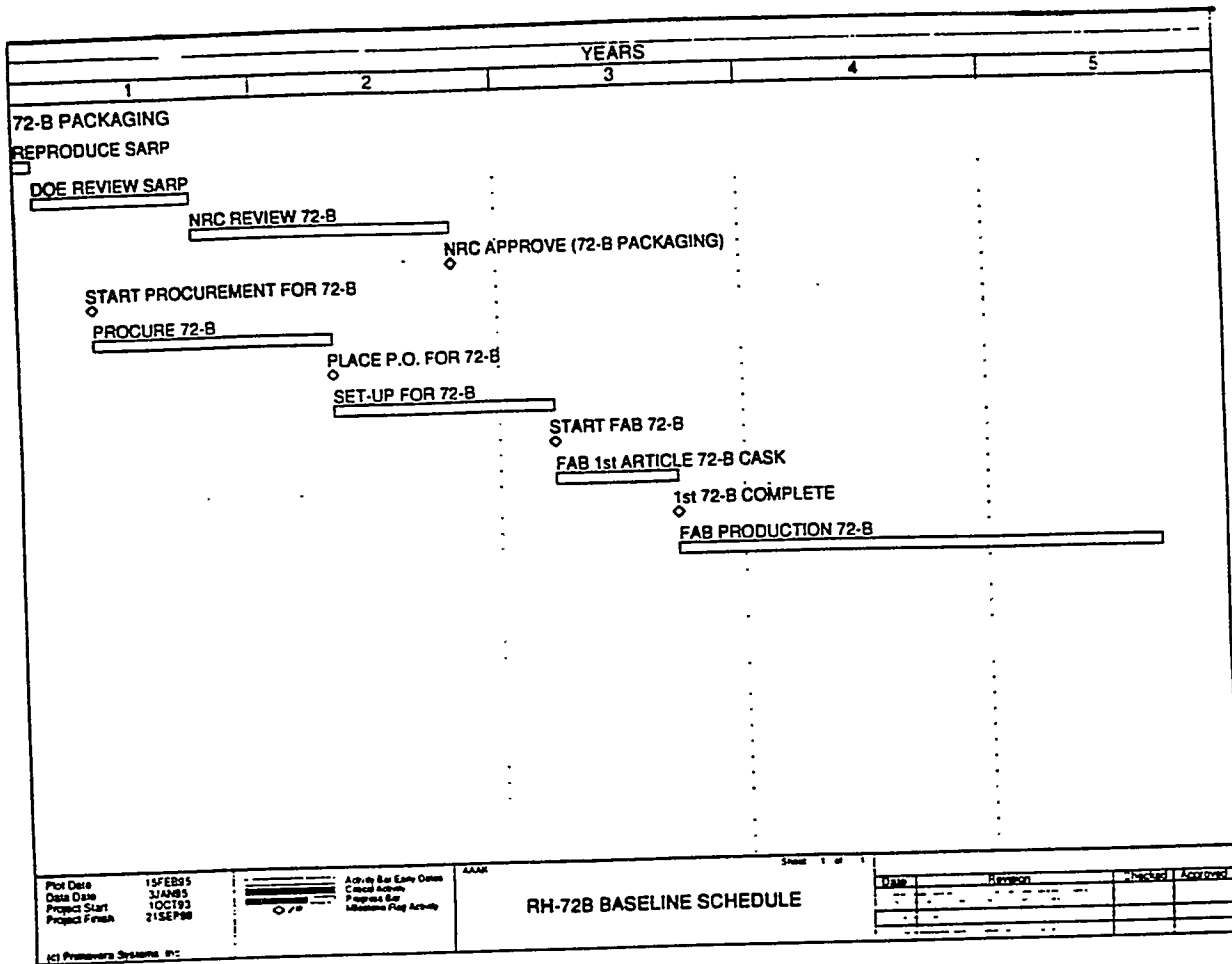 YEARS
1 2 3 4 5
72-B PACKAGING
REPRODUCE SARP
DOE REVIEW SARP
NRC REVIEW 72-B
NRC APPROVE (72-B PACKAGING)
START PROCUREMENT FOR 72-B
PROCURE 72-B
PLACE P.O. FOR 72-B
SET-UP FOR 72-B
START FAB 72-B
FAB 1st ARTICLE 72-B CASK
1st 72-B COMPLETE
FAB PRODUCTION 72-B
Plot Date 15FEB95
Data Date 3JAN95
Project Start 1OCT93
Project Finish 21SEP98
(c) Primavera Systems, Inc.
Activity Bar/Early Dates
Critical Activity
Progress Bar
Milestone/Flag Activity
Sheet 1 of 1
RH-72B BASELINE SCHEDULE
Date Revision Checked Approved